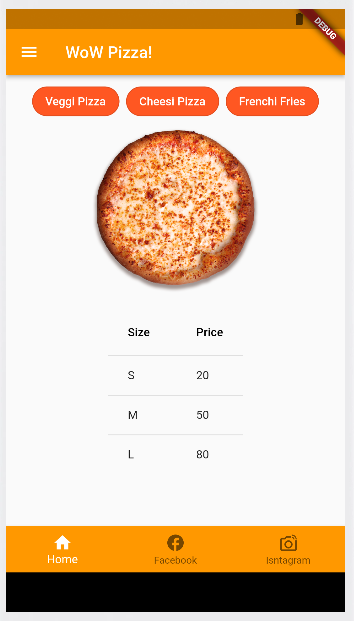 DEBUG
WoW Pizza!
Veggi Pizza Cheesi Pizza Frenchi Fries
Size Price
S 20
M 50
L 80
Home Facebook Isntagram